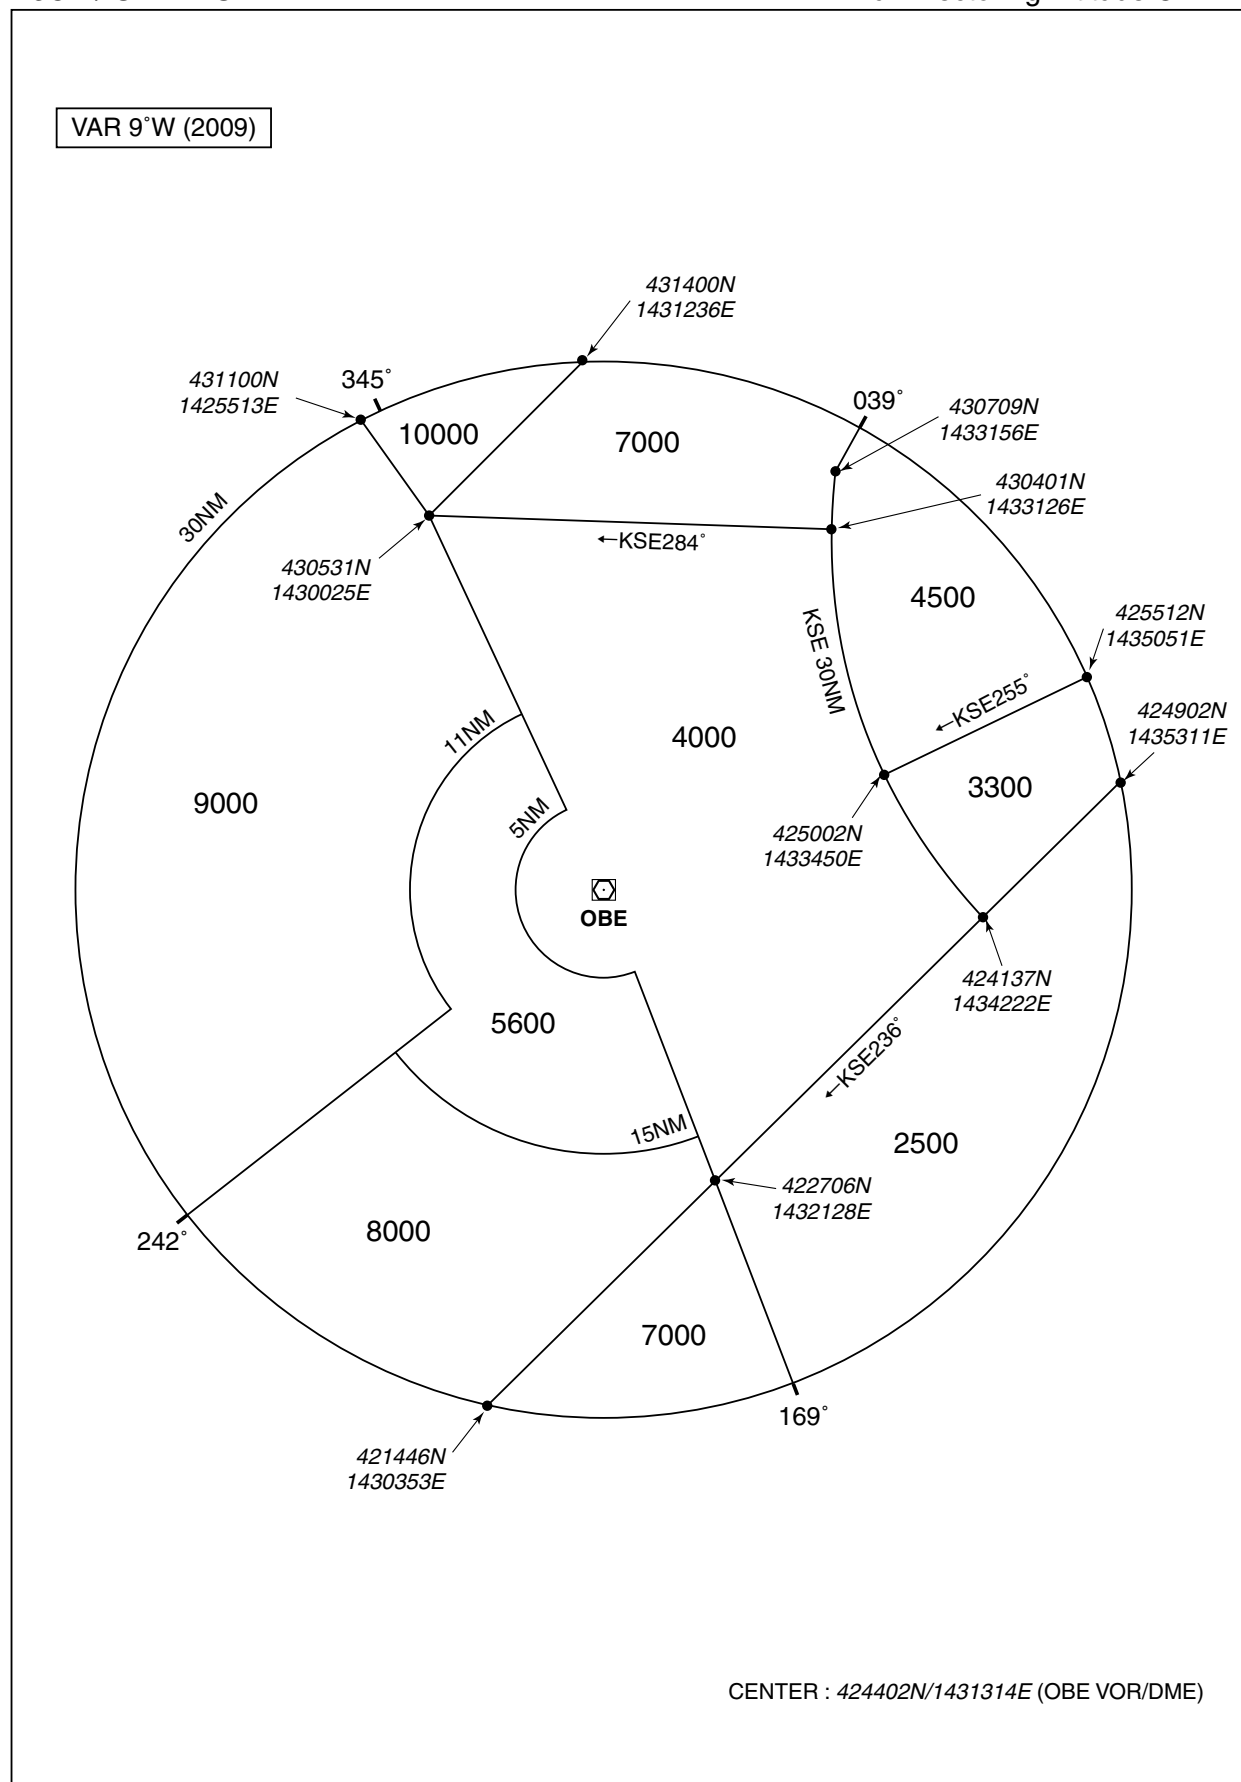 VAR 9°W (2009)
431400N
1431236E
431100N
1425513E
345°
039°
430709N
1433156E
10000
7000
430401N
1433126E
30NM
←KSE284°
430531N
1430025E
4500
KSE 30NM
425512N
1435051E
←KSE255°
424902N
1435311E
11NM
4000
9000
3300
5NM
425002N
1433450E
OBE
424137N
1434222E
5600
←KSE236°
15NM
2500
422706N
1432128E
242°
8000
7000
169°
421446N
1430353E
CENTER : 424402N/1431314E (OBE VOR/DME)